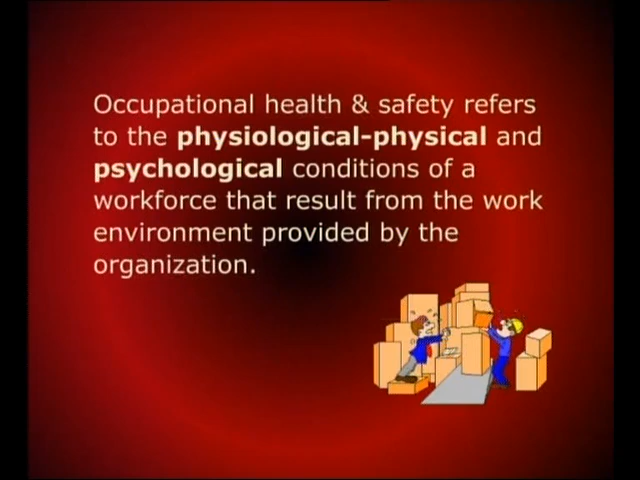 Occupational health & safety refers
to the physiological-physical and
psychological conditions of a
workforce that result from the work
environment provided by the
organization.